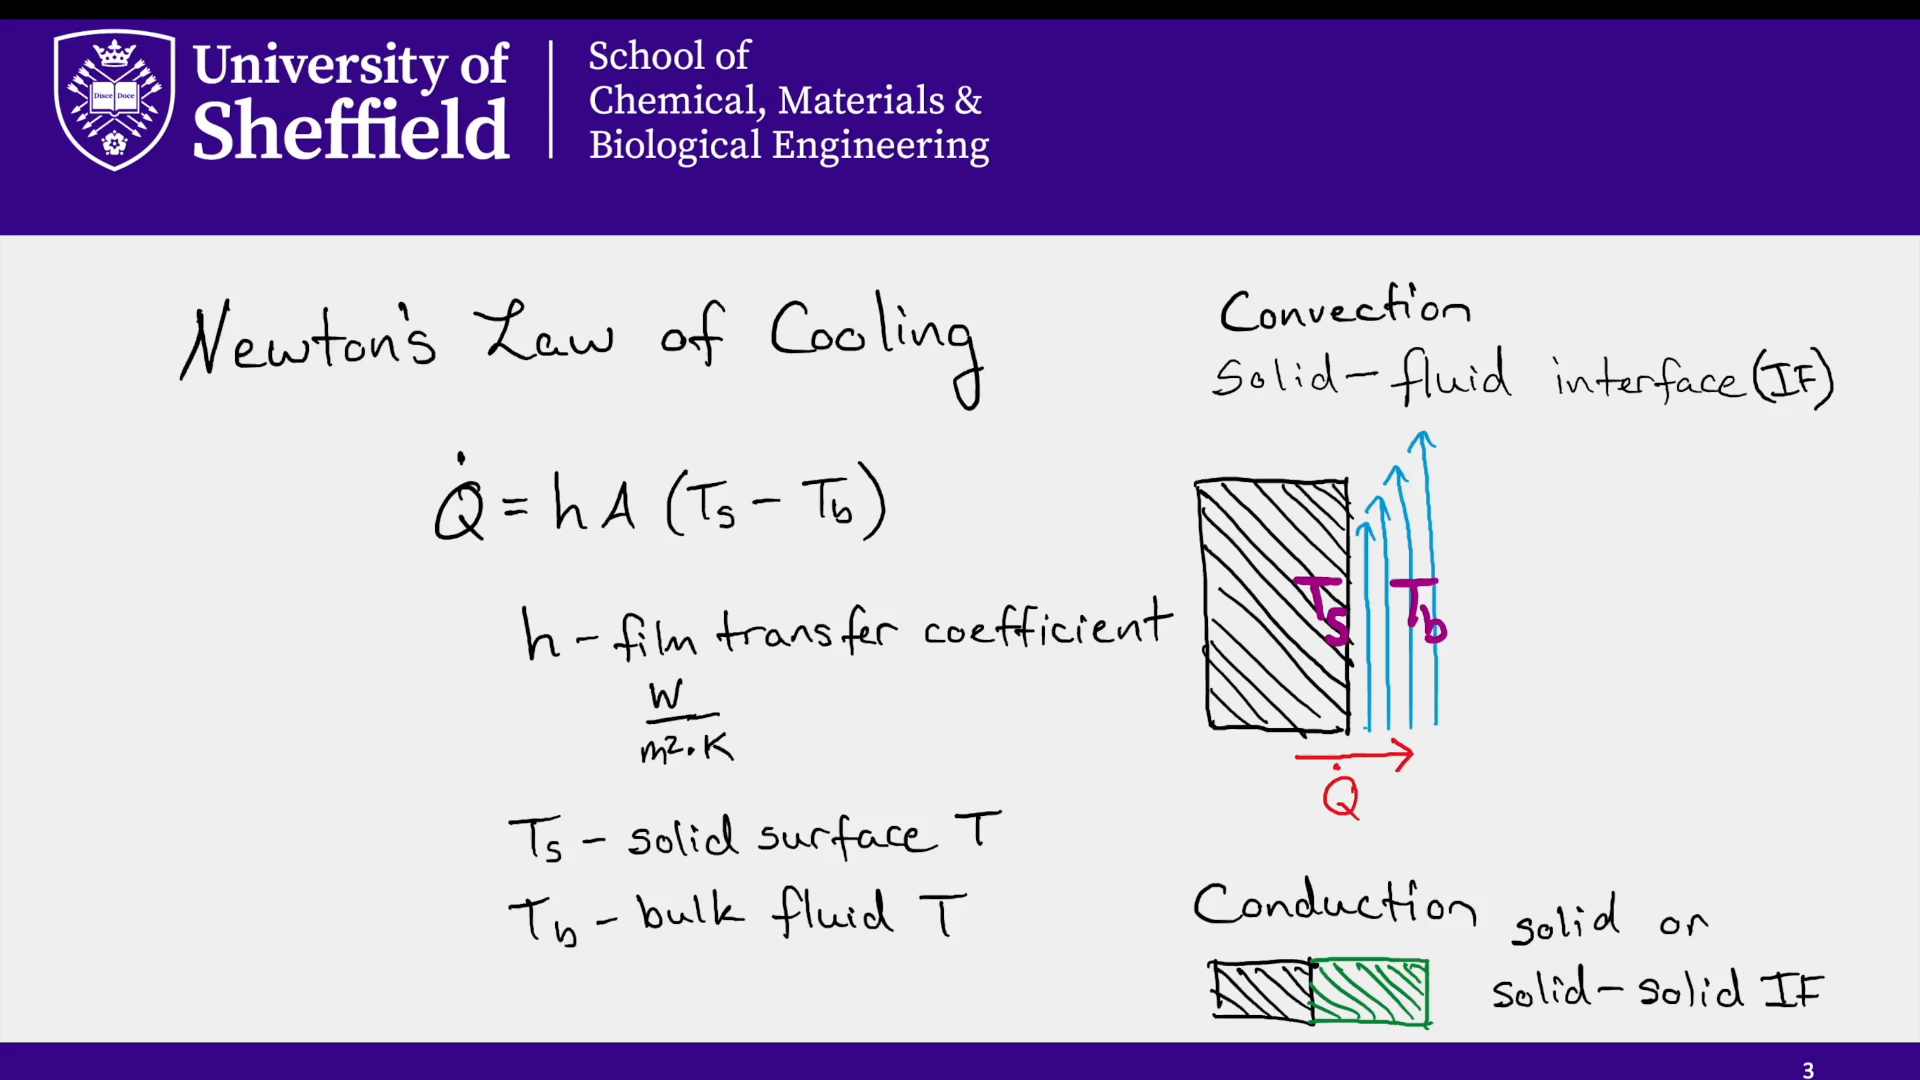 University of
Sheffield
School of
Chemical, Materials &
Biological Engineering
Disce Doce
Newton's Law of Cooling
Q̇ = h A (Ts - Tb)
h - film transfer coefficient
W
m²·K
Ts - solid surface T
Tb - bulk fluid T
Convection
Solid - fluid interface (IF)
Ts Tb
Q̇
Conduction solid or
solid - solid IF
3